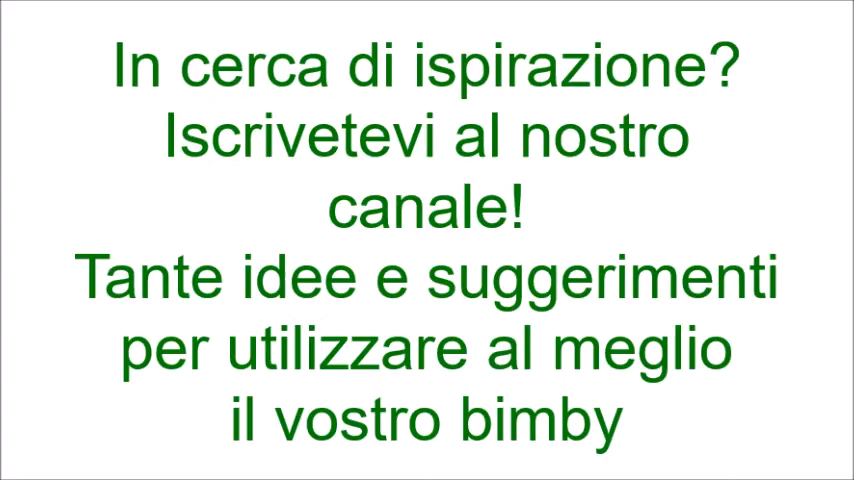 In cerca di ispirazione?
Iscrivetevi al nostro
canale!
Tante idee e suggerimenti
per utilizzare al meglio
il vostro bimby